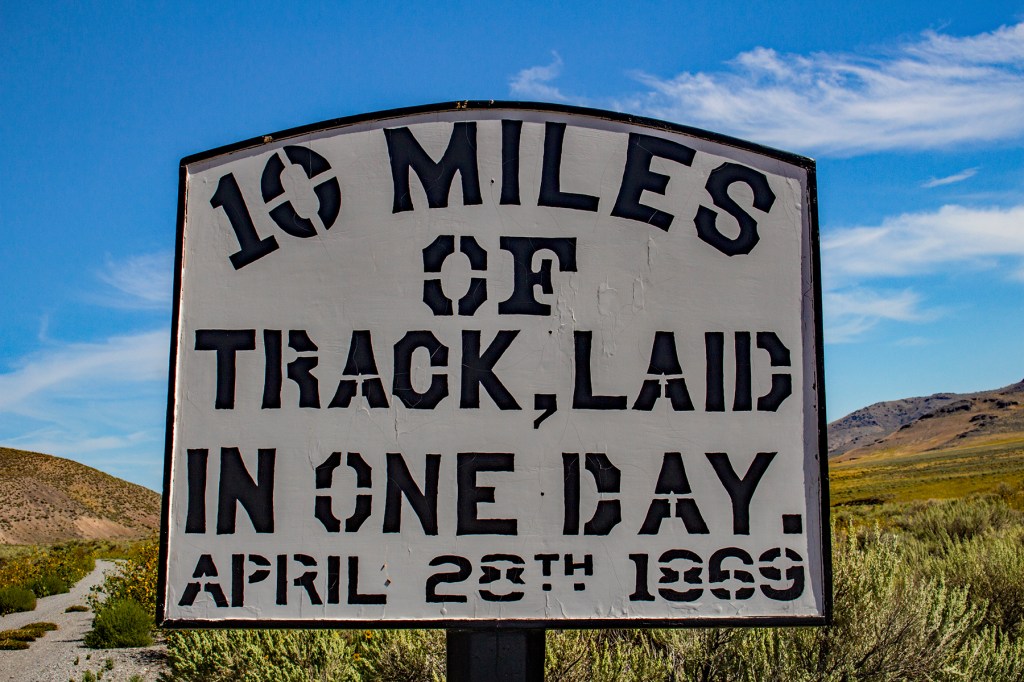 10 MILES
OF
TRACK, LAID
IN ONE DAY.
APRIL 28TH 1869